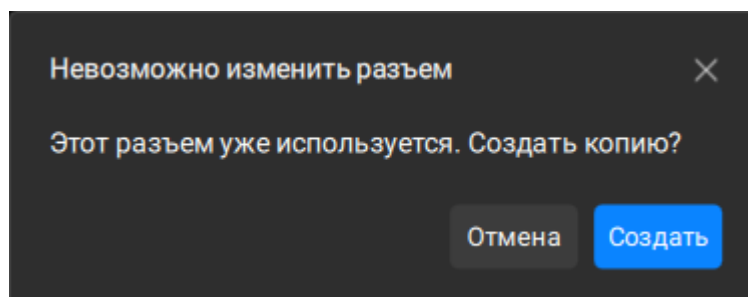 Невозможно изменить разъем
Этот разъем уже используется. Создать копию?
Отмена
Создать